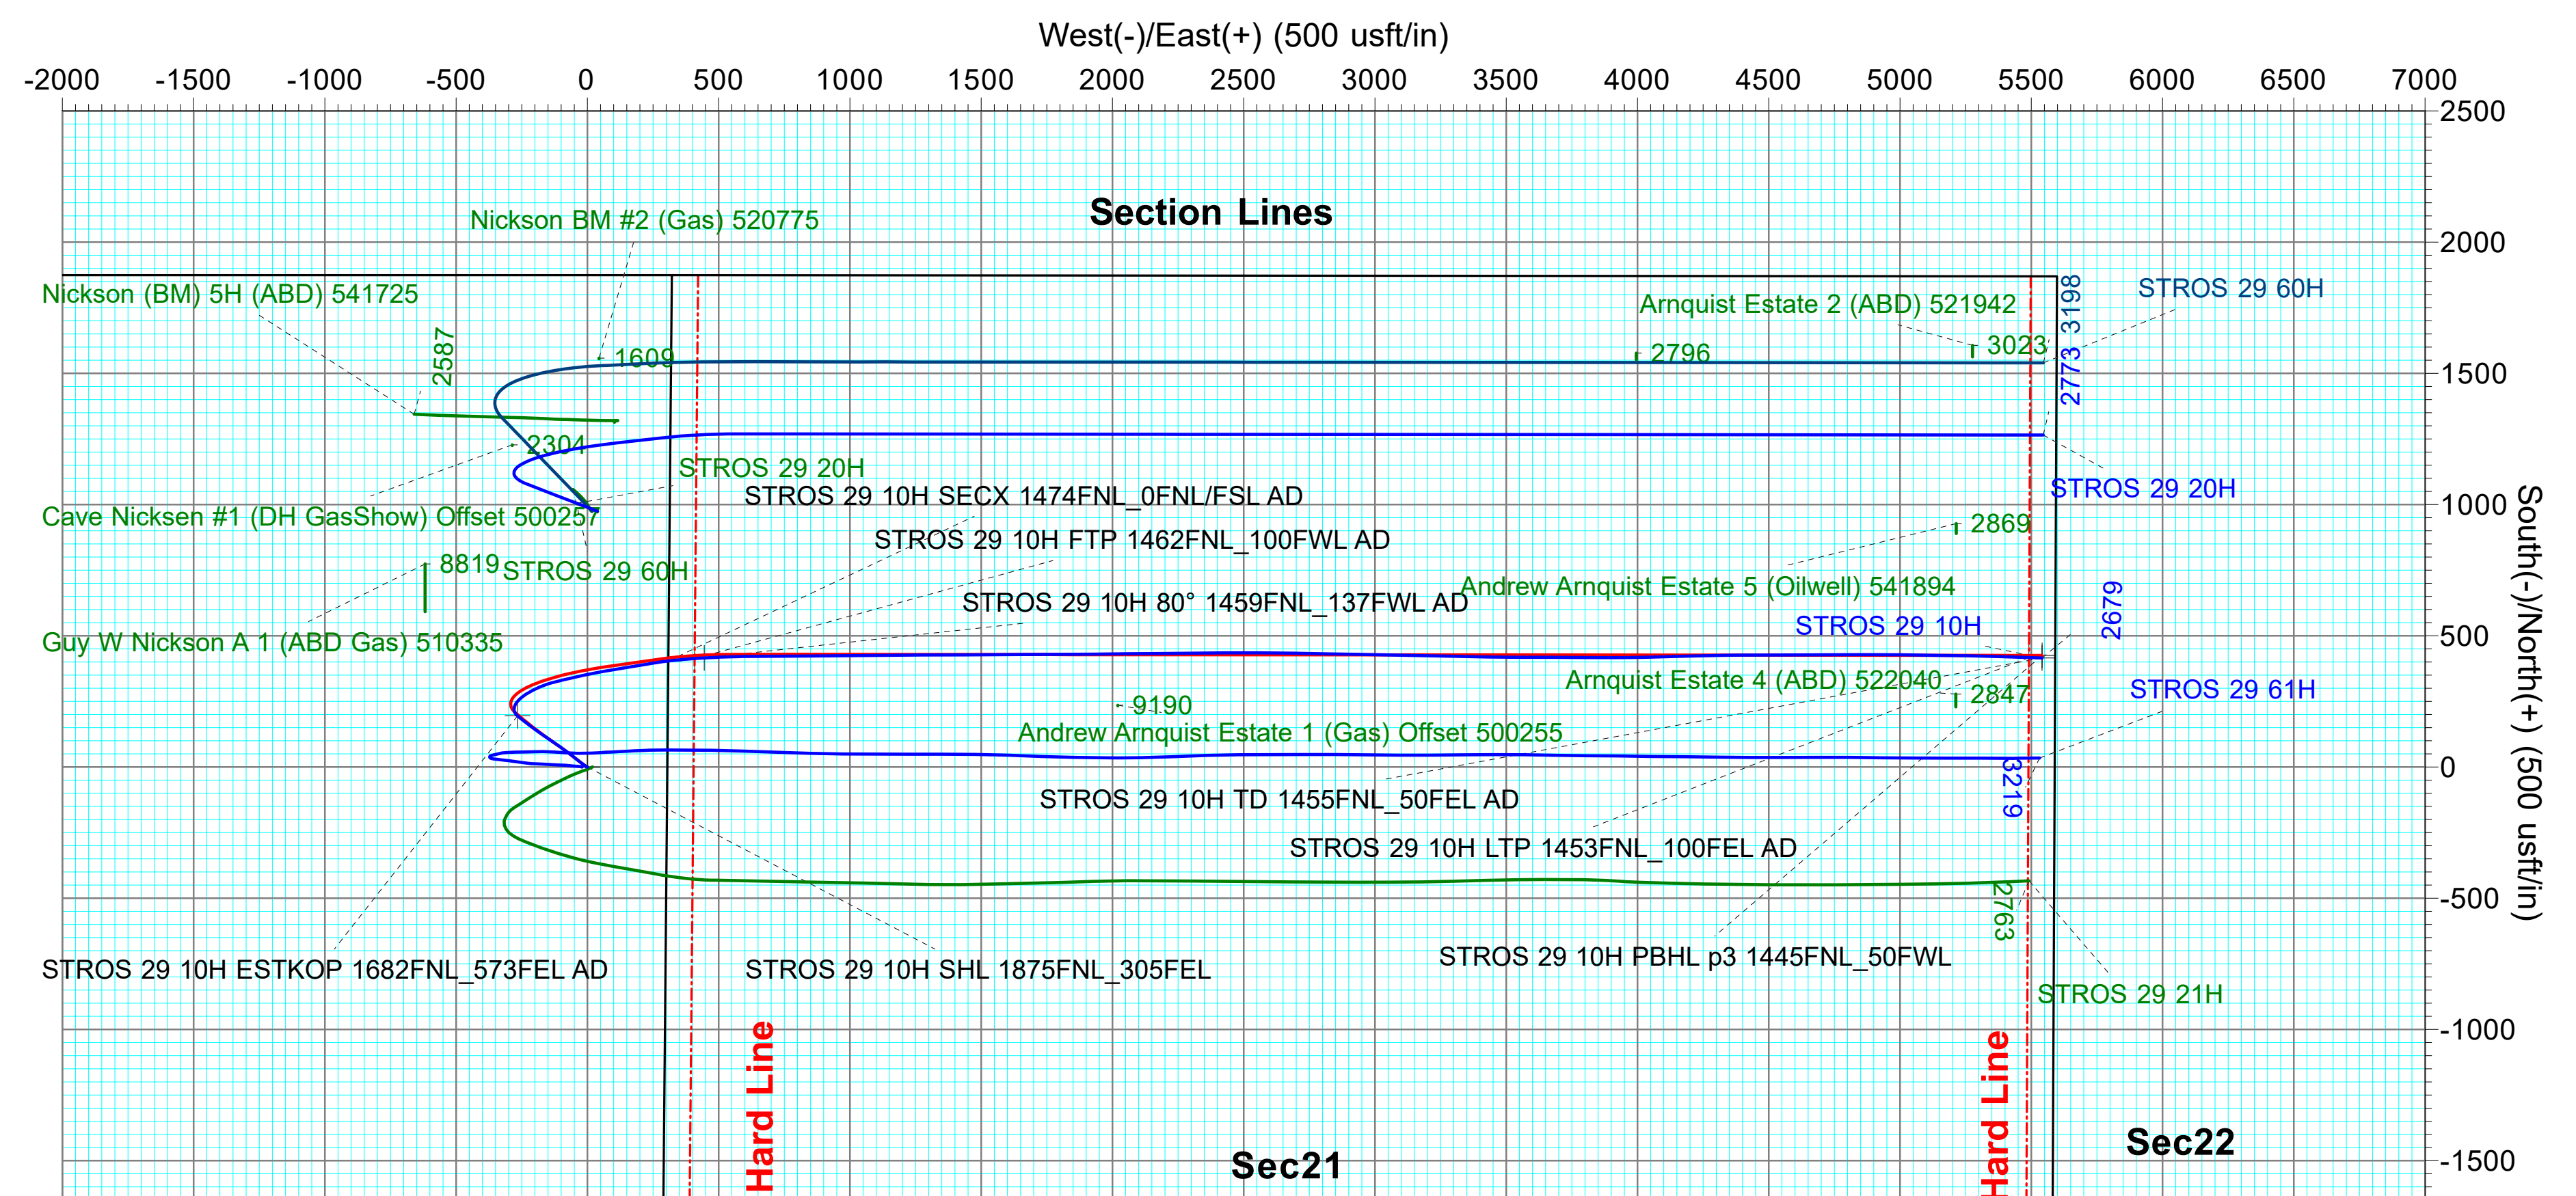 West(-)/East(+) (500 usft/in)
-2000 -1500 -1000 -500 0 500 1000 1500 2000 2500 3000 3500 4000 4500 5000 5500 6000 6500 7000
2500
Section Lines
Nickson BM #2 (Gas) 520775
2000
Nickson (BM) 5H (ABD) 541725
Arnquist Estate 2 (ABD) 521942
3198
STROS 29 60H
2587
1609
2796
3023
2773
1500
2304
STROS 29 20H
STROS 29 10H SECX 1474FNL_0FNL/FSL AD
STROS 29 20H
1000
Cave Nicksen #1 (DH GasShow) Offset 500257
2869
STROS 29 10H FTP 1462FNL_100FWL AD
8819
STROS 29 60H
Andrew Arnquist Estate 5 (Oilwell) 541894
STROS 29 10H 80° 1459FNL_137FWL AD
2679
STROS 29 10H
500
Guy W Nickson A 1 (ABD Gas) 510335
Arnquist Estate 4 (ABD) 522040
2847
STROS 29 61H
9190
Andrew Arnquist Estate 1 (Gas) Offset 500255
0
South(-)/North(+) (500 usft/in)
3219
STROS 29 10H TD 1455FNL_50FEL AD
STROS 29 10H LTP 1453FNL_100FEL AD
-500
2763
STROS 29 10H PBHL p3 1445FNL_50FWL
STROS 29 10H ESTKOP 1682FNL_573FEL AD
STROS 29 10H SHL 1875FNL_305FEL
STROS 29 21H
-1000
Hard Line
Hard Line
Sec21
Sec22
-1500